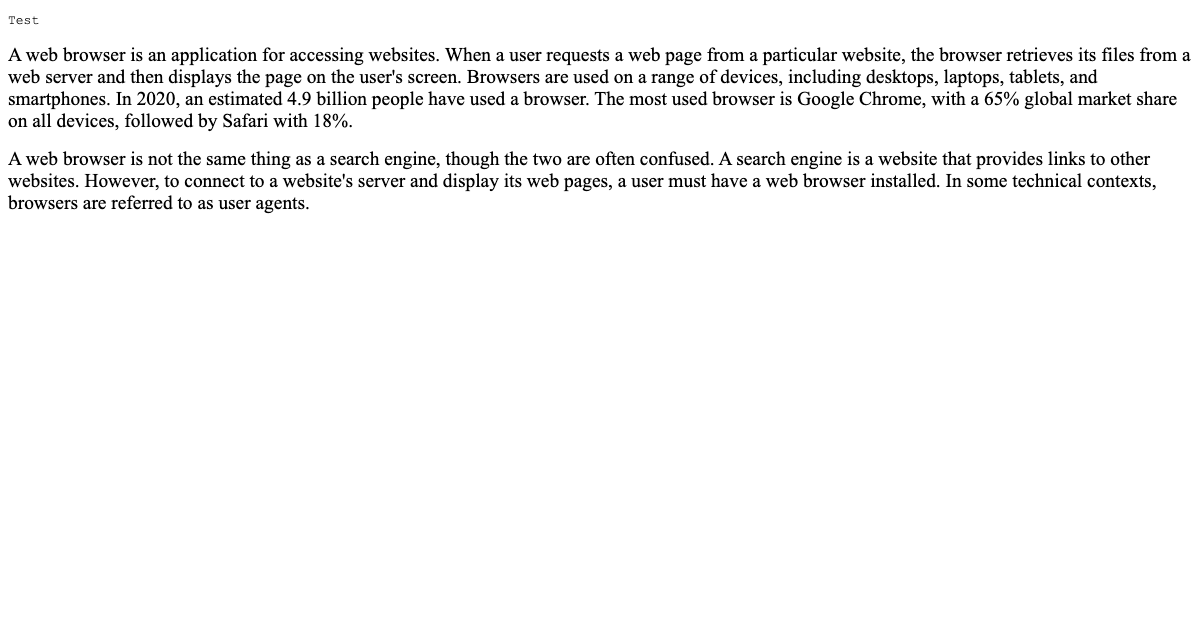 Test
A web browser is an application for accessing websites. When a user requests a web page from a particular website, the browser retrieves its files from a
web server and then displays the page on the user's screen. Browsers are used on a range of devices, including desktops, laptops, tablets, and
smartphones. In 2020, an estimated 4.9 billion people have used a browser. The most used browser is Google Chrome, with a 65% global market share
on all devices, followed by Safari with 18%.
A web browser is not the same thing as a search engine, though the two are often confused. A search engine is a website that provides links to other
websites. However, to connect to a website's server and display its web pages, a user must have a web browser installed. In some technical contexts,
browsers are referred to as user agents.